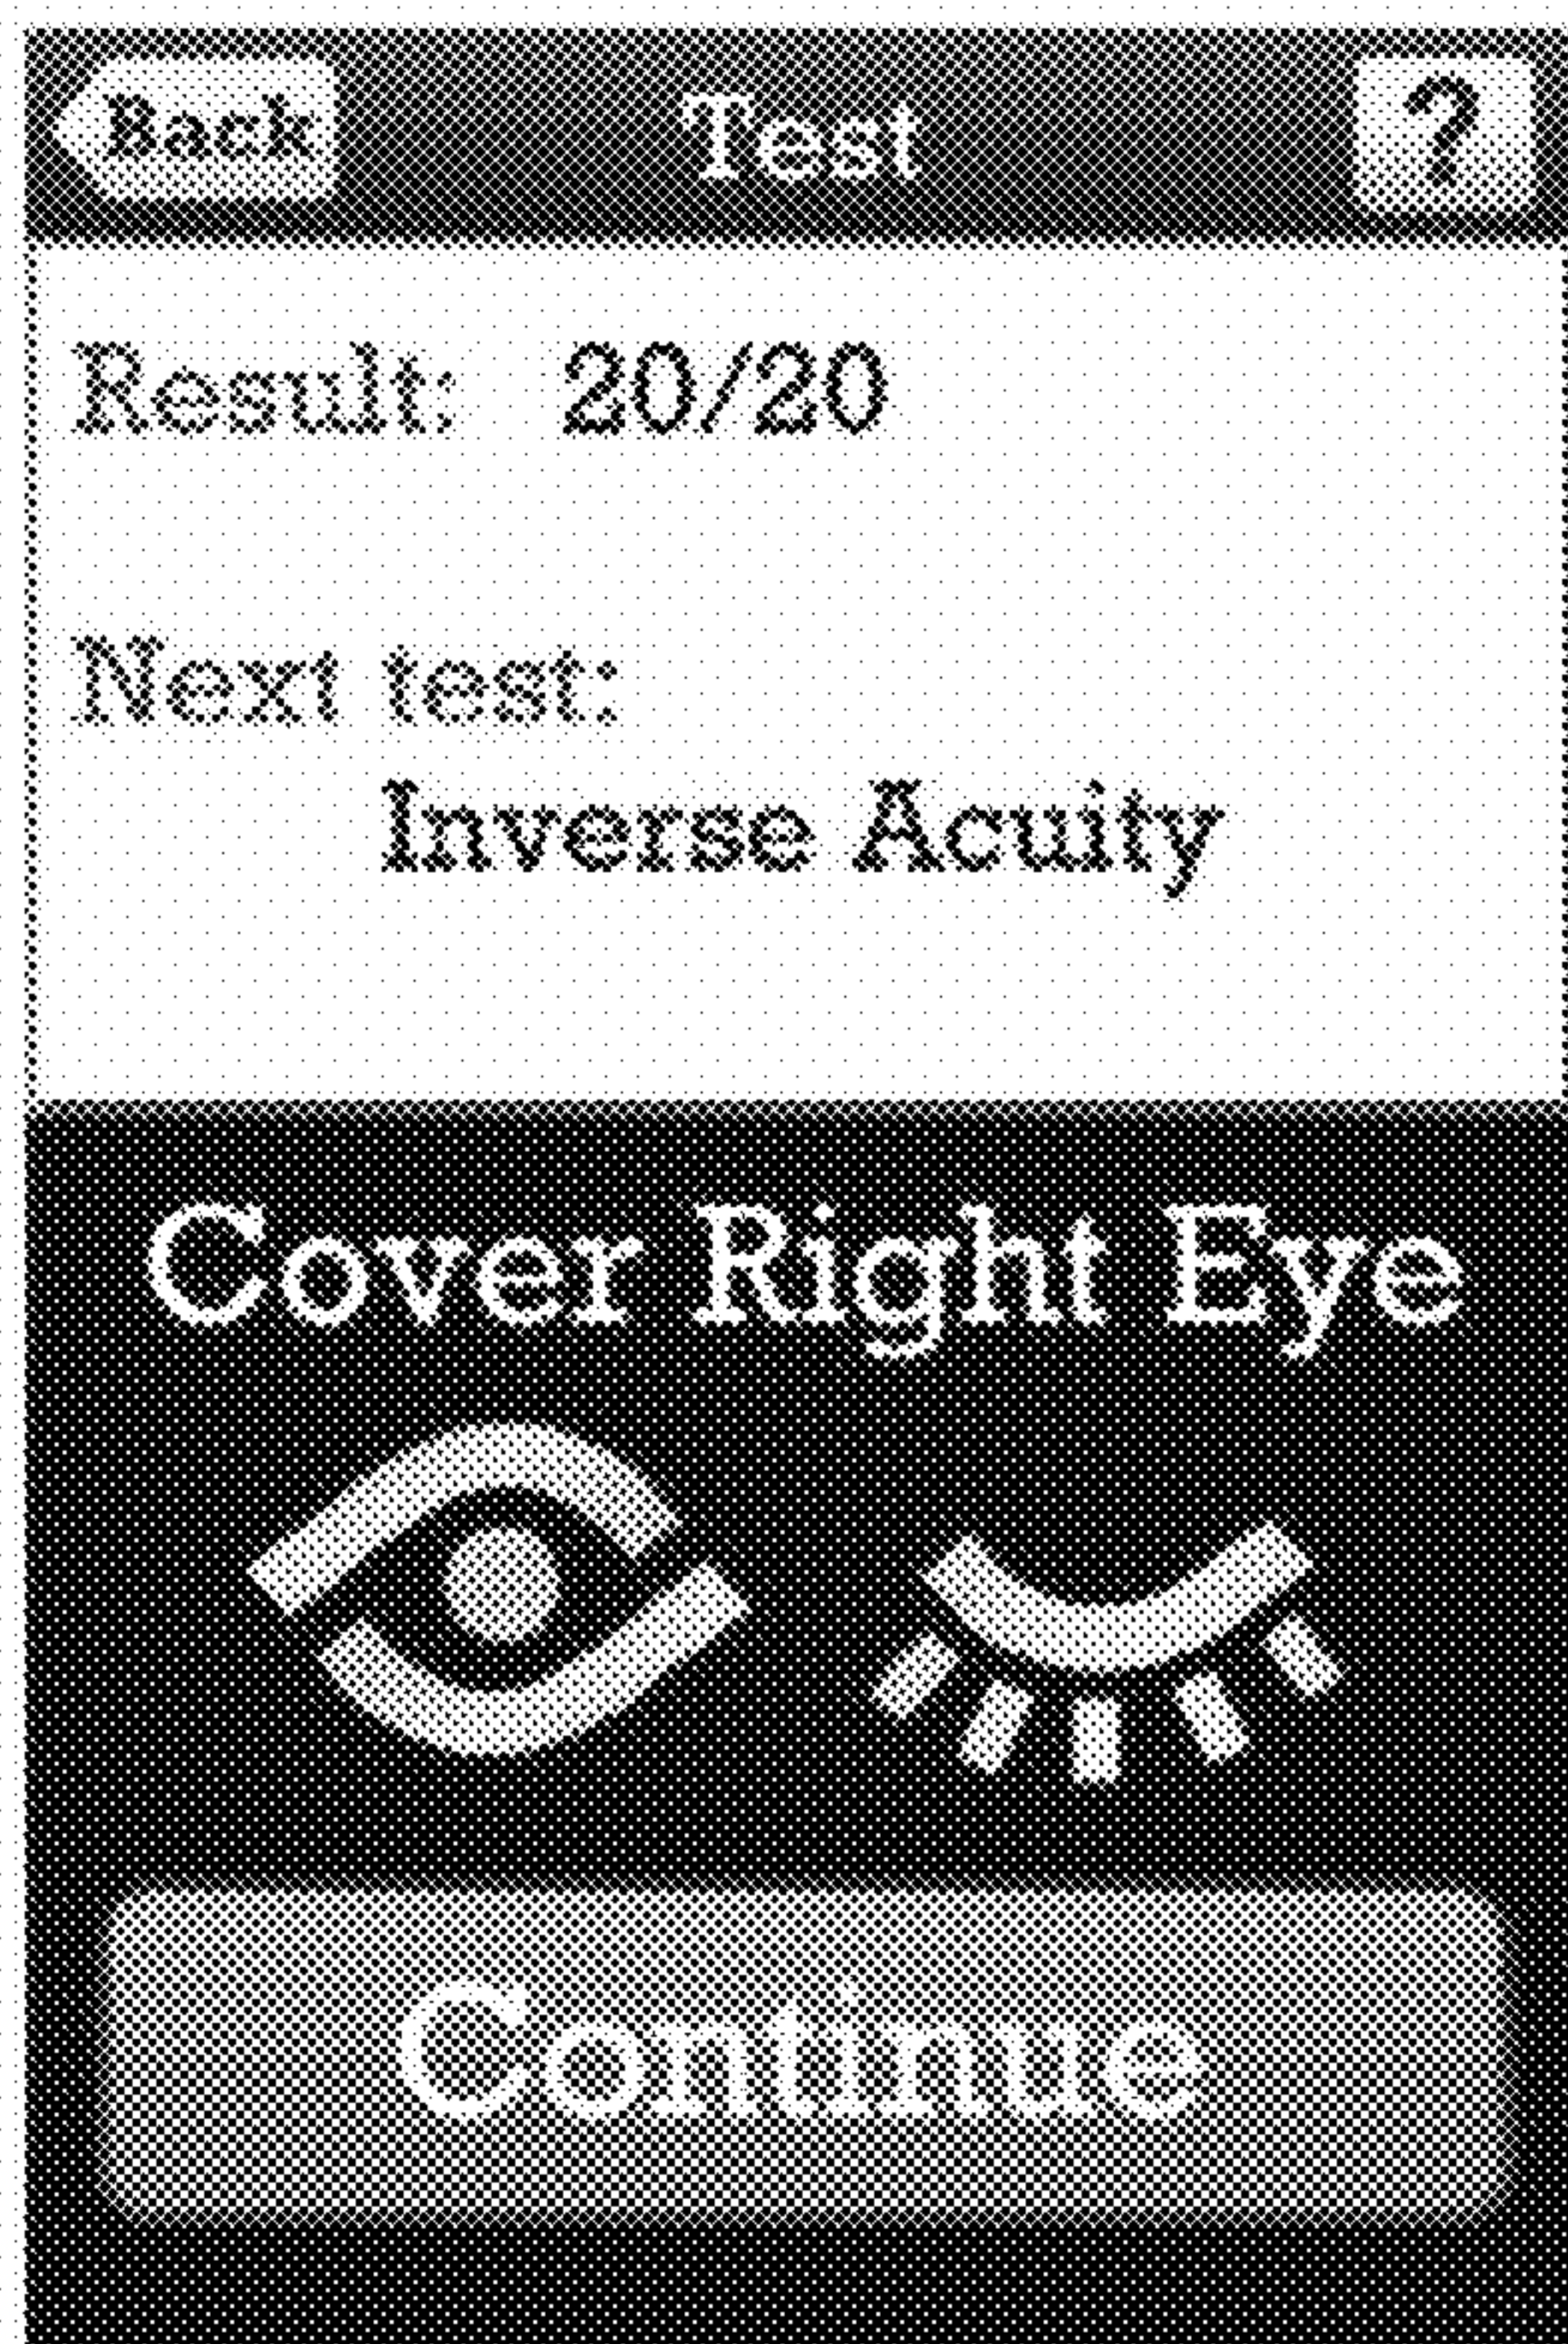 Back Test ?
Result: 20/20
Next test:
Inverse Acuity
Cover Right Eye
Continue